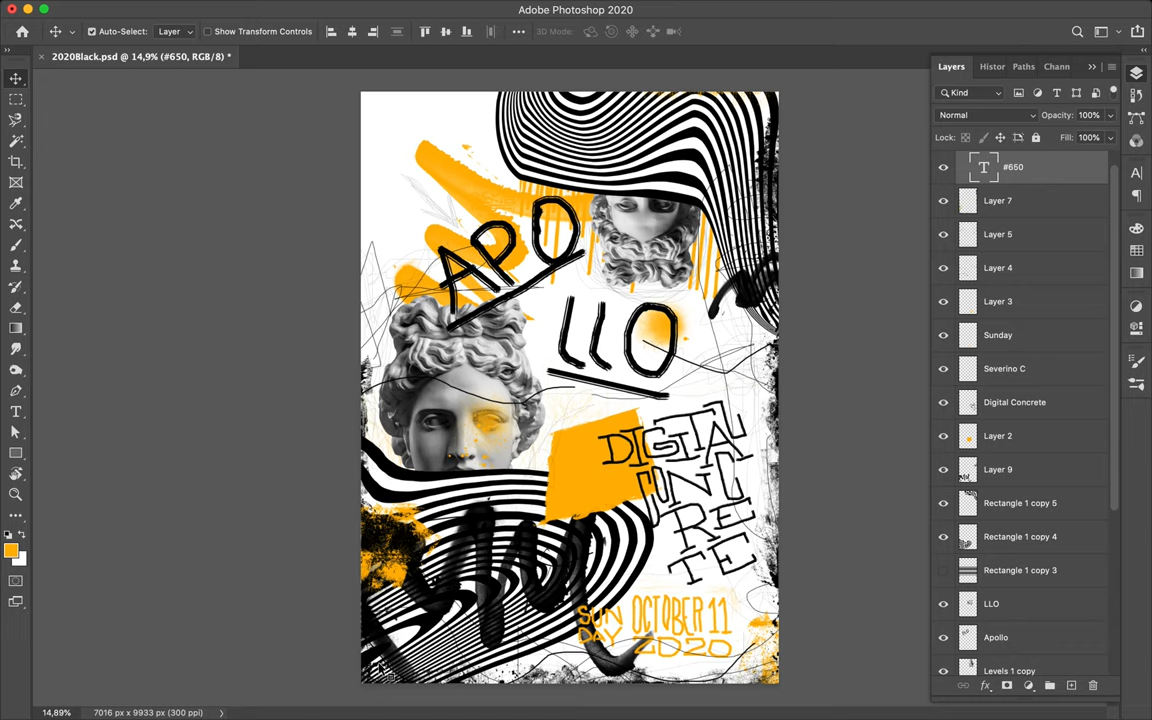 Adobe Photoshop 2020
Auto-Select: Layer Show Transform Controls 3D Mode:
2020Black.psd @ 14,9% (#650, RGB/8) *
Layers Histor Paths Chann
Kind
Normal Opacity: 100%
Lock: Fill: 100%
#650
Layer 7
Layer 5
Layer 4
Layer 3
Sunday
Severino C
Digital Concrete
Layer 2
Layer 9
Rectangle 1 copy 5
Rectangle 1 copy 4
Rectangle 1 copy 3
LLO
Apollo
Levels 1 copy
APO
LLO
DIGITAL
CONC
RE
TE
SUN
DAY
OCTOBER 11
2020
14,89% 7016 px x 9933 px (300 ppi)